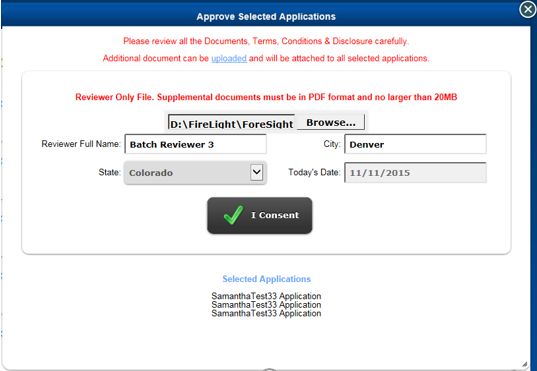 Approve Selected Applications
Please review all the Documents, Terms, Conditions & Disclosure carefully.
Additional document can be uploaded and will be attached to all selected applications.
Reviewer Only File. Supplemental documents must be in PDF format and no larger than 20MB
D:\FireLight\ForeSight Browse...
Reviewer Full Name: Batch Reviewer 3 City: Denver
State: Colorado Today's Date: 11/11/2015
I Consent
Selected Applications
SamanthaTest33 Application
SamanthaTest33 Application
SamanthaTest33 Application